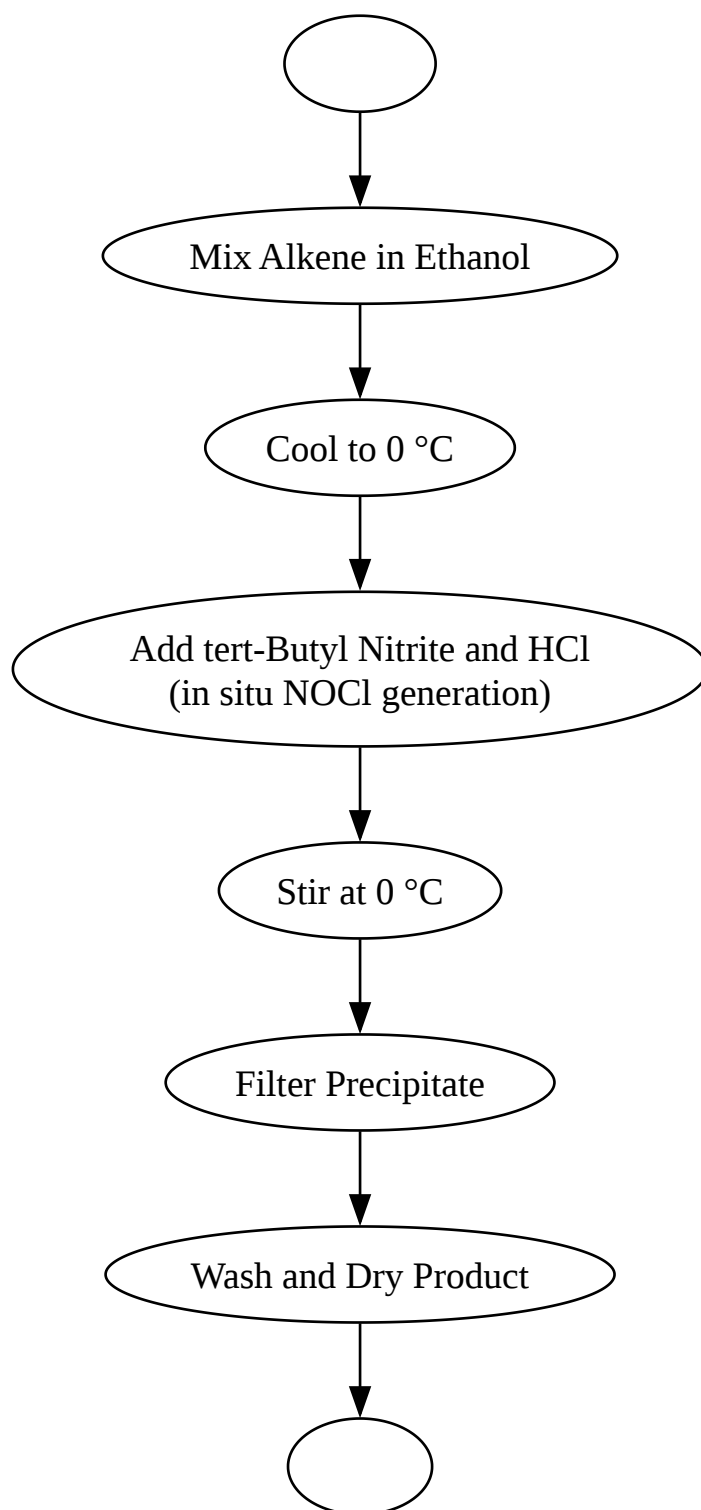 Mix Alkene in Ethanol
Cool to 0 °C
Add tert-Butyl Nitrite and HCl
(in situ NOCl generation)
Stir at 0 °C
Filter Precipitate
Wash and Dry Product